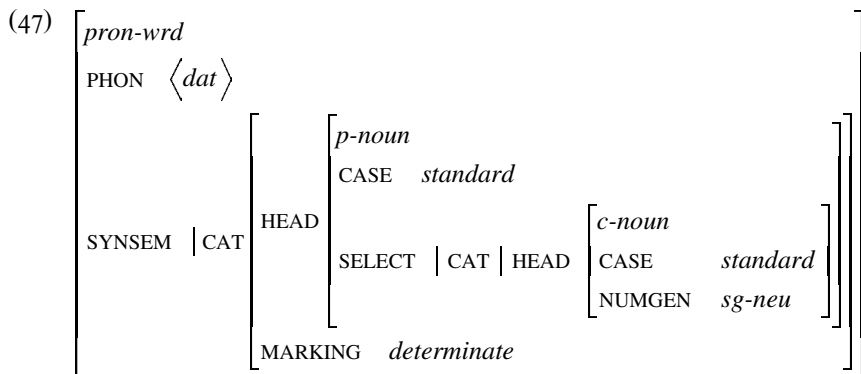 (47)
pron-wrd
PHON ⟨dat⟩
p-noun
CASE standard
c-noun
SYNSEM | CAT HEAD SELECT | CAT | HEAD CASE standard
NUMGEN sg-neu
MARKING determinate